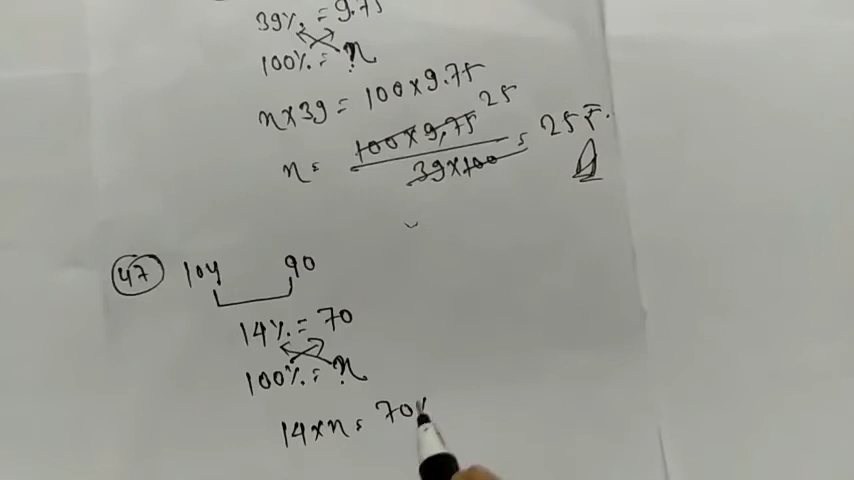 39% = 9.75
100% = n
n×39 = 100×9.75
25
n = 100×9,75 / 39×100 = 25 ₹.
47 104 90
14% = 70
100% = n
14×n = 70